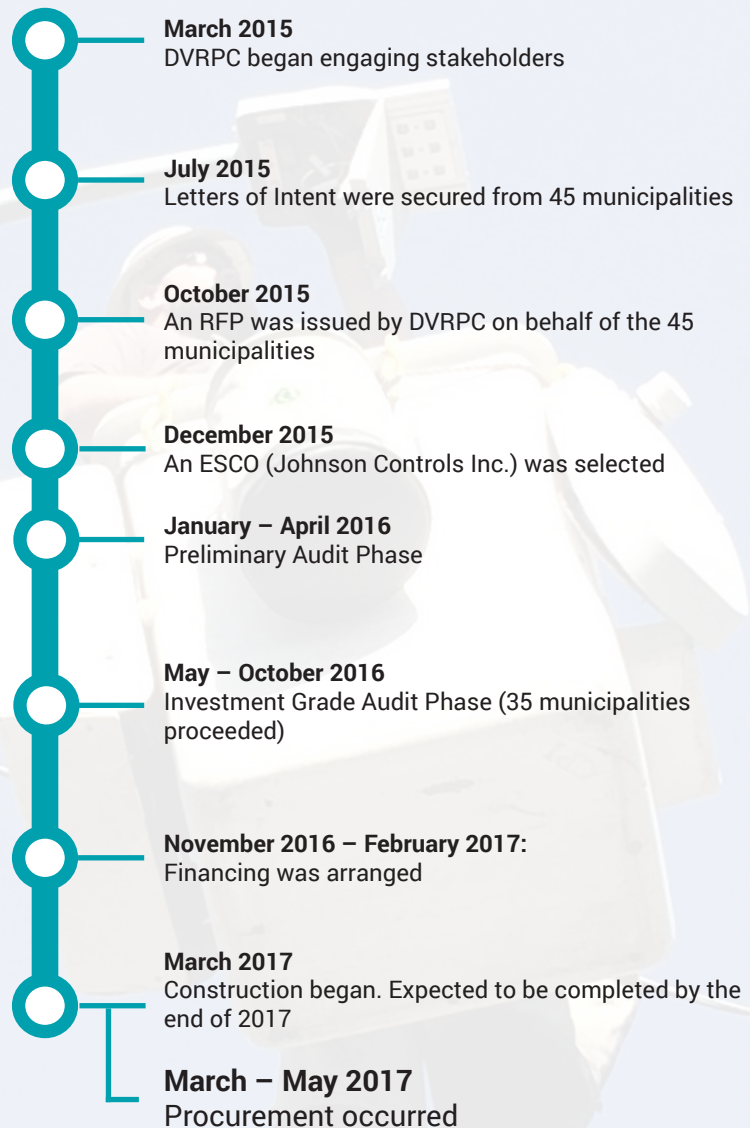 March 2015
DVRPC began engaging stakeholders
July 2015
Letters of Intent were secured from 45 municipalities
October 2015
An RFP was issued by DVRPC on behalf of the 45
municipalities
December 2015
An ESCO (Johnson Controls Inc.) was selected
January – April 2016
Preliminary Audit Phase
May – October 2016
Investment Grade Audit Phase (35 municipalities
proceeded)
November 2016 – February 2017:
Financing was arranged
March 2017
Construction began. Expected to be completed by the
end of 2017
March – May 2017
Procurement occurred